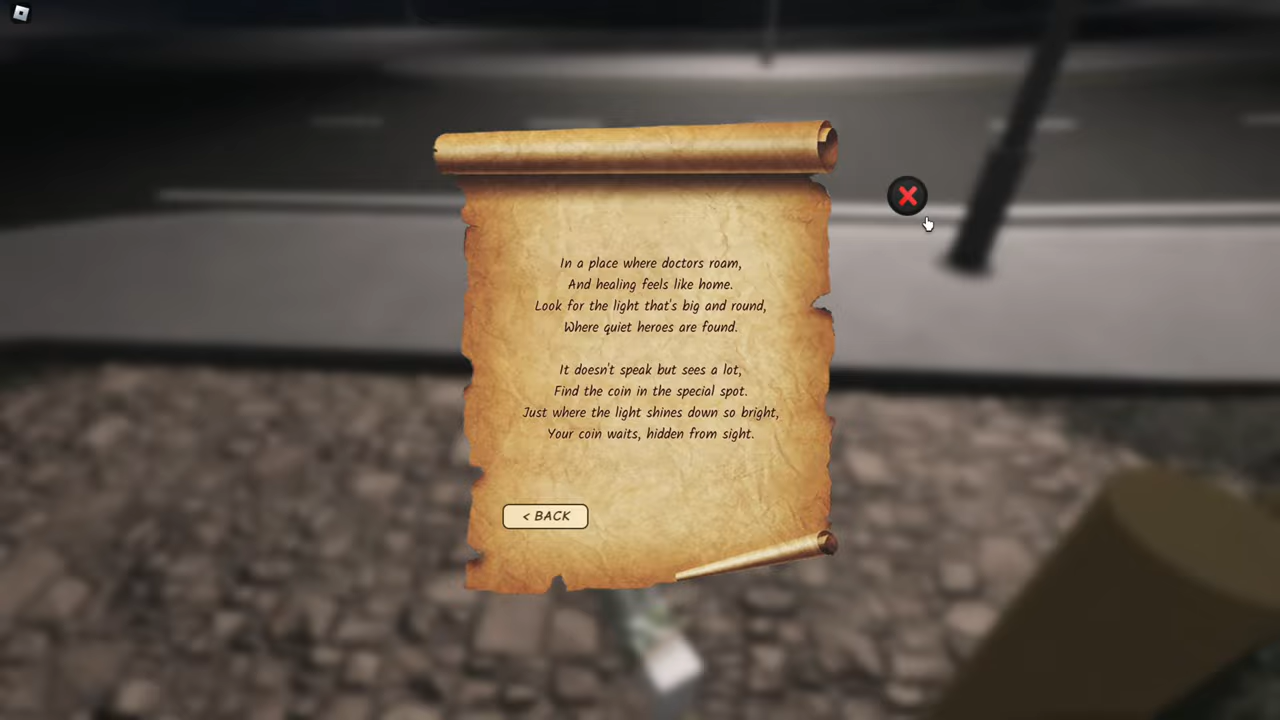 In a place where doctors roam,
And healing feels like home.
Look for the light that's big and round,
Where quiet heroes are found.
It doesn't speak but sees a lot,
Find the coin in the special spot.
Just where the light shines down so bright,
Your coin waits, hidden from sight.
< BACK